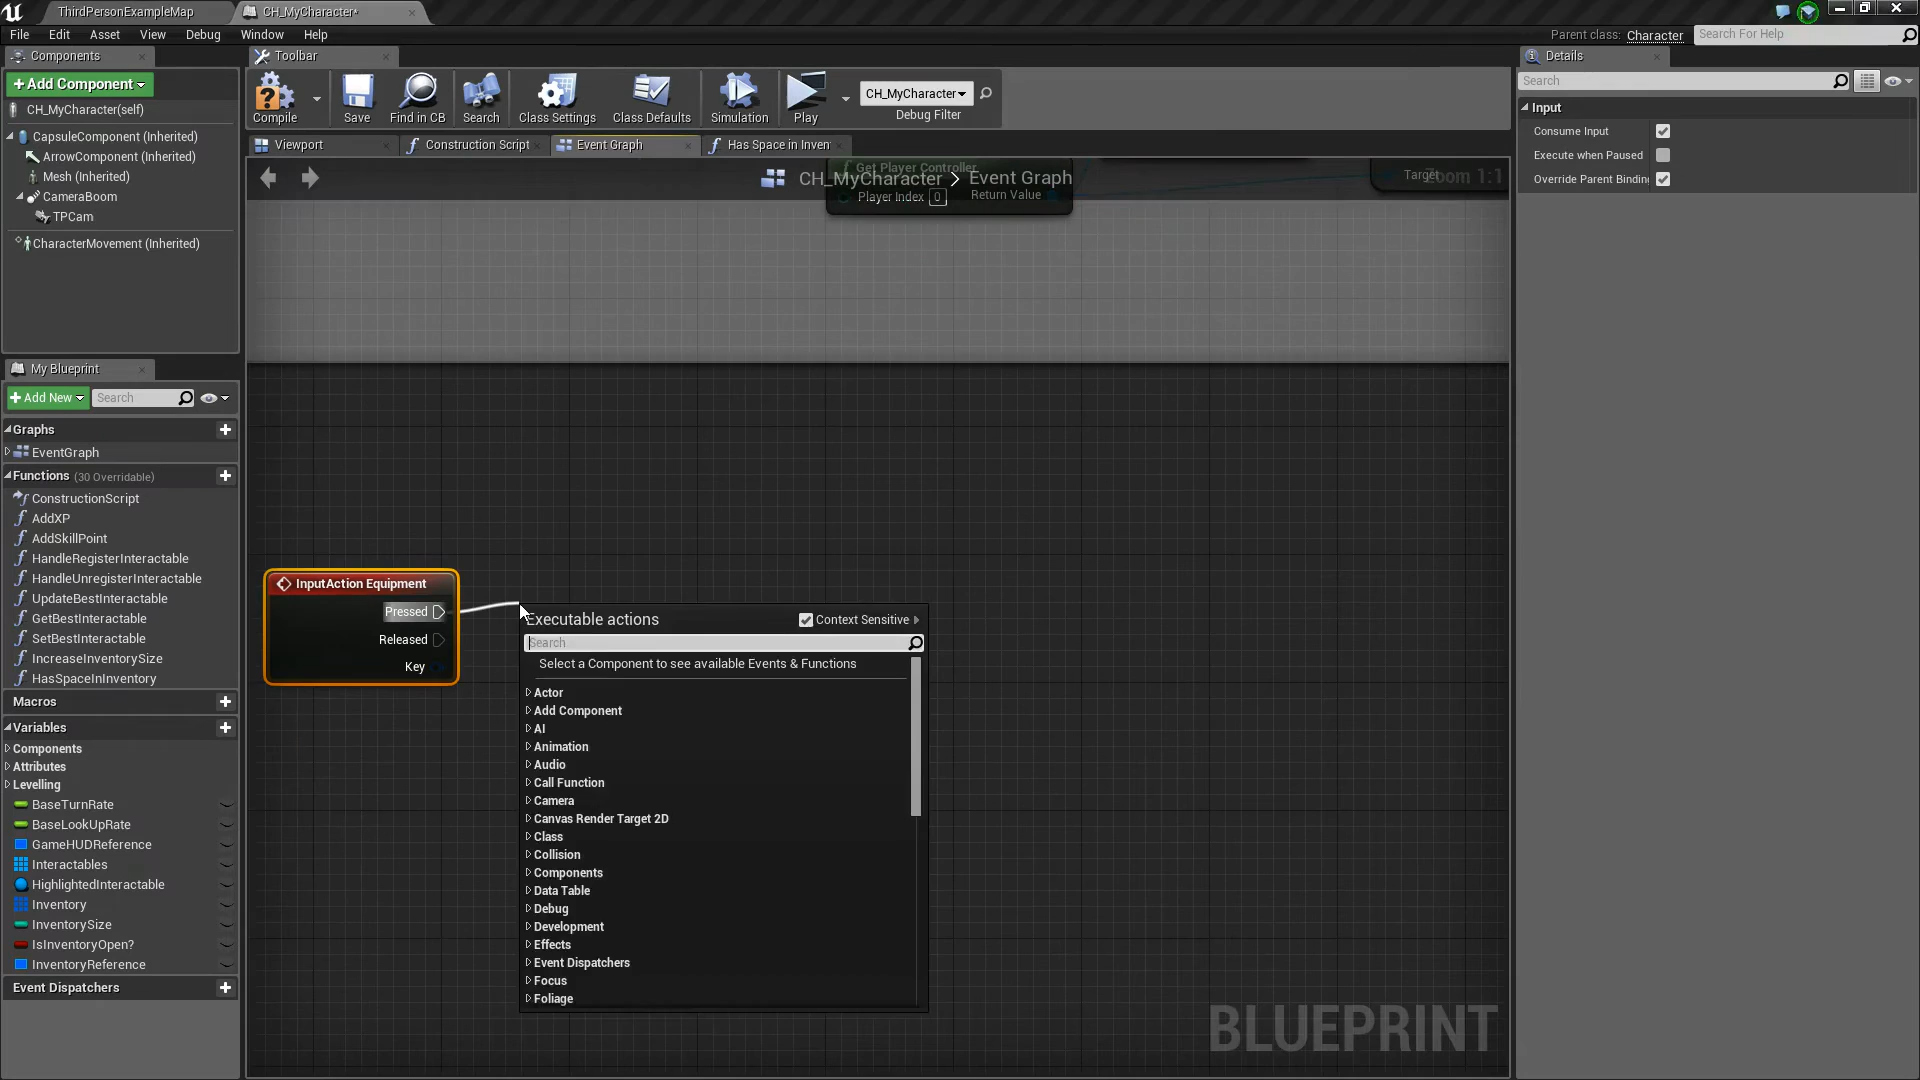 ThirdPersonExampleMap
CH_MyCharacter*
File Edit Asset View Debug Window Help
Parent class: Character
Search For Help
Components
+Add Component
CH_MyCharacter(self)
CapsuleComponent (Inherited)
ArrowComponent (Inherited)
Mesh (Inherited)
CameraBoom
TPCam
CharacterMovement (Inherited)
My Blueprint
+Add New
Search
Graphs
EventGraph
Functions (30 Overridable)
ConstructionScript
AddXP
AddSkillPoint
HandleRegisterInteractable
HandleUnregisterInteractable
UpdateBestInteractable
GetBestInteractable
SetBestInteractable
IncreaseInventorySize
HasSpaceInInventory
Macros
Variables
Components
Attributes
Levelling
BaseTurnRate
BaseLookUpRate
GameHUDReference
Interactables
HighlightedInteractable
Inventory
InventorySize
IsInventoryOpen?
InventoryReference
Event Dispatchers
Toolbar
Compile
Save
Find in CB
Search
Class Settings
Class Defaults
Simulation
Play
CH_MyCharacter
Debug Filter
Viewport
Construction Script
Event Graph
Has Space in Inven
Get Player Controller
CH_MyCharacter > Event Graph
Player Index 0
Return Value
Target
Zoom 1:1
InputAction Equipment
Pressed
Released
Key
Executable actions
Context Sensitive
Search
Select a Component to see available Events & Functions
Actor
Add Component
AI
Animation
Audio
Call Function
Camera
Canvas Render Target 2D
Class
Collision
Components
Data Table
Debug
Development
Effects
Event Dispatchers
Focus
Foliage
BLUEPRINT
Details
Search
Input
Consume Input
Execute when Paused
Override Parent Bindin